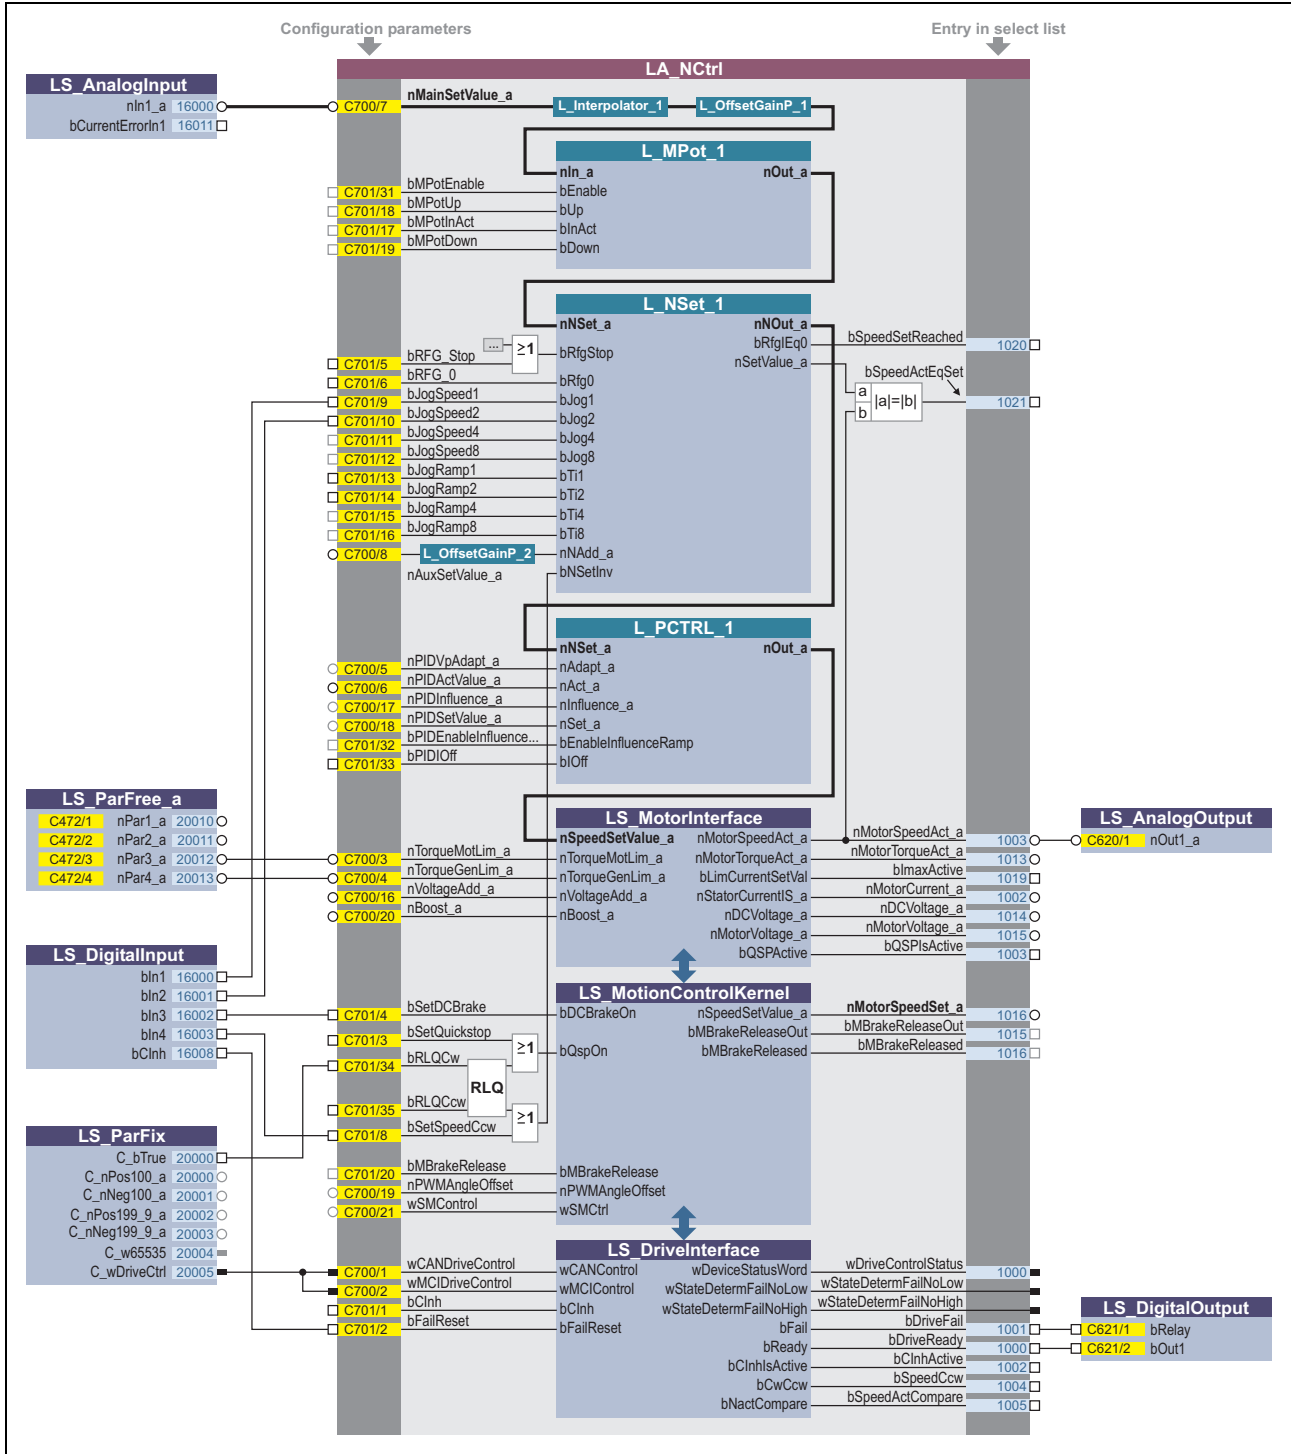 Configuration parameters
Entry in select list
LA_NCtrl
LS_AnalogInput
nIn1_a 16000
bCurrentErrorIn1 16011
C700/7 nMainSetValue_a
L_Interpolator_1 L_OffsetGainP_1
L_MPot_1
nIn_a nOut_a
C701/31 bMPotEnable bEnable
C701/18 bMPotUp bUp
C701/17 bMPotInAct bInAct
C701/19 bMPotDown bDown
L_NSet_1
nNSet_a nNOut_a
... ≥1 bRfgStop
bRfgIEq0 bSpeedSetReached 1020
nSetValue_a
bSpeedActEqSet
a |a|=|b| 1021
b
C701/5 bRFG_Stop
C701/6 bRFG_0 bRfg0
C701/9 bJogSpeed1 bJog1
C701/10 bJogSpeed2 bJog2
C701/11 bJogSpeed4 bJog4
C701/12 bJogSpeed8 bJog8
C701/13 bJogRamp1 bTi1
C701/14 bJogRamp2 bTi2
C701/15 bJogRamp4 bTi4
C701/16 bJogRamp8 bTi8
C700/8 L_OffsetGainP_2 nNAdd_a
nAuxSetValue_a bNSetInv
L_PCTRL_1
nNSet_a nOut_a
C700/5 nPIDVpAdapt_a nAdapt_a
C700/6 nPIDActValue_a nAct_a
C700/17 nPIDInfluence_a nInfluence_a
C700/18 nPIDSetValue_a nSet_a
C701/32 bPIDEnableInfluence... bEnableInfluenceRamp
C701/33 bPIDIOff bIOff
LS_ParFree_a
C472/1 nPar1_a 20010
C472/2 nPar2_a 20011
C472/3 nPar3_a 20012
C472/4 nPar4_a 20013
LS_MotorInterface
nSpeedSetValue_a nMotorSpeedAct_a nMotorSpeedAct_a 1003
C700/3 nTorqueMotLim_a nTorqueMotLim_a nMotorTorqueAct_a nMotorTorqueAct_a 1013
C700/4 nTorqueGenLim_a nTorqueGenLim_a bLimCurrentSetVal bImaxActive 1019
C700/16 nVoltageAdd_a nVoltageAdd_a nStatorCurrentIS_a nMotorCurrent_a 1002
C700/20 nBoost_a nBoost_a nDCVoltage_a nDCVoltage_a 1014
nMotorVoltage_a nMotorVoltage_a 1015
bQSPActive bQSPIsActive 1003
LS_AnalogOutput
C620/1 nOut1_a
LS_DigitalInput
bIn1 16000
bIn2 16001
bIn3 16002
bIn4 16003
bCInh 16008
LS_MotionControlKernel
C701/4 bSetDCBrake bDCBrakeOn nSpeedSetValue_a nMotorSpeedSet_a 1016
C701/3 bSetQuickstop ≥1 bQspOn bMBrakeReleaseOut bMBrakeReleaseOut 1015
bMBrakeReleased bMBrakeReleased 1016
C701/34 bRLQCw
RLQ
C701/35 bRLQCcw
≥1
C701/8 bSetSpeedCcw
C701/20 bMBrakeRelease bMBrakeRelease
C700/19 nPWMAngleOffset nPWMAngleOffset
C700/21 wSMControl wSMCtrl
LS_ParFix
C_bTrue 20000
C_nPos100_a 20000
C_nNeg100_a 20001
C_nPos199_9_a 20002
C_nNeg199_9_a 20003
C_w65535 20004
C_wDriveCtrl 20005
LS_DriveInterface
C700/1 wCANDriveControl wCANControl wDeviceStatusWord wDriveControlStatus 1000
C700/2 wMCIDriveControl wMCIControl wStateDetermFailNoLow wStateDetermFailNoLow
C701/1 bCInh bCInh wStateDetermFailNoHigh wStateDetermFailNoHigh
C701/2 bFailReset bFailReset bFail bDriveFail 1001
bReady bDriveReady 1000
bCInhIsActive bCInhActive 1002
bCwCcw bSpeedCcw 1004
bNactCompare bSpeedActCompare 1005
LS_DigitalOutput
C621/1 bRelay
C621/2 bOut1